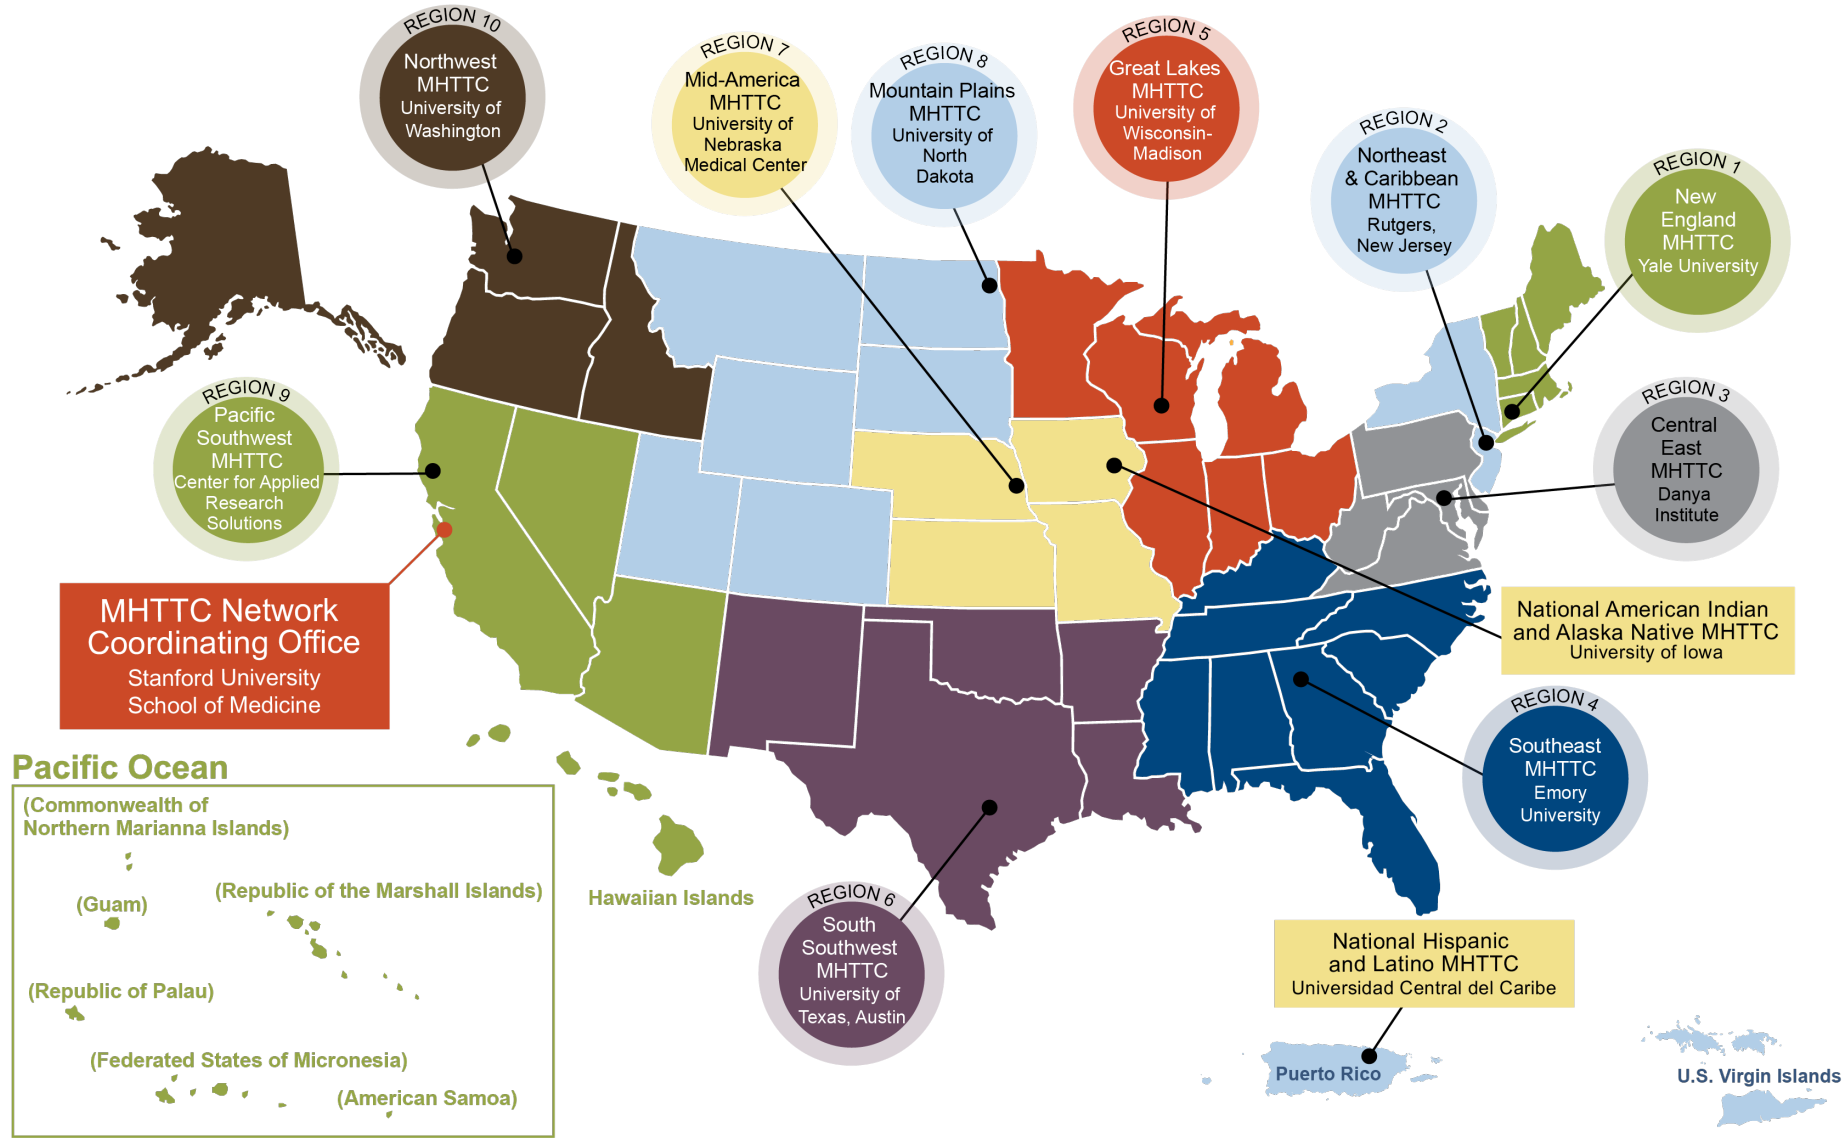 REGION 10
Northwest
MHTTC
University of
Washington
REGION 7
Mid-America
MHTTC
University of
Nebraska
Medical Center
REGION 8
Mountain Plains
MHTTC
University of
North
Dakota
REGION 5
Great Lakes
MHTTC
University of
Wisconsin-
Madison
REGION 2
Northeast
& Caribbean
MHTTC
Rutgers,
New Jersey
REGION 1
New
England
MHTTC
Yale University
REGION 9
Pacific
Southwest
MHTTC
Center for Applied
Research
Solutions
REGION 3
Central
East
MHTTC
Danya
Institute
MHTTC Network
Coordinating Office
Stanford University
School of Medicine
National American Indian
and Alaska Native MHTTC
University of Iowa
REGION 4
Southeast
MHTTC
Emory
University
Pacific Ocean
(Commonwealth of
Northern Marianna Islands)
(Guam)
(Republic of the Marshall Islands)
(Republic of Palau)
(Federated States of Micronesia)
(American Samoa)
Hawaiian Islands
REGION 6
South
Southwest
MHTTC
University of
Texas, Austin
National Hispanic
and Latino MHTTC
Universidad Central del Caribe
Puerto Rico
U.S. Virgin Islands